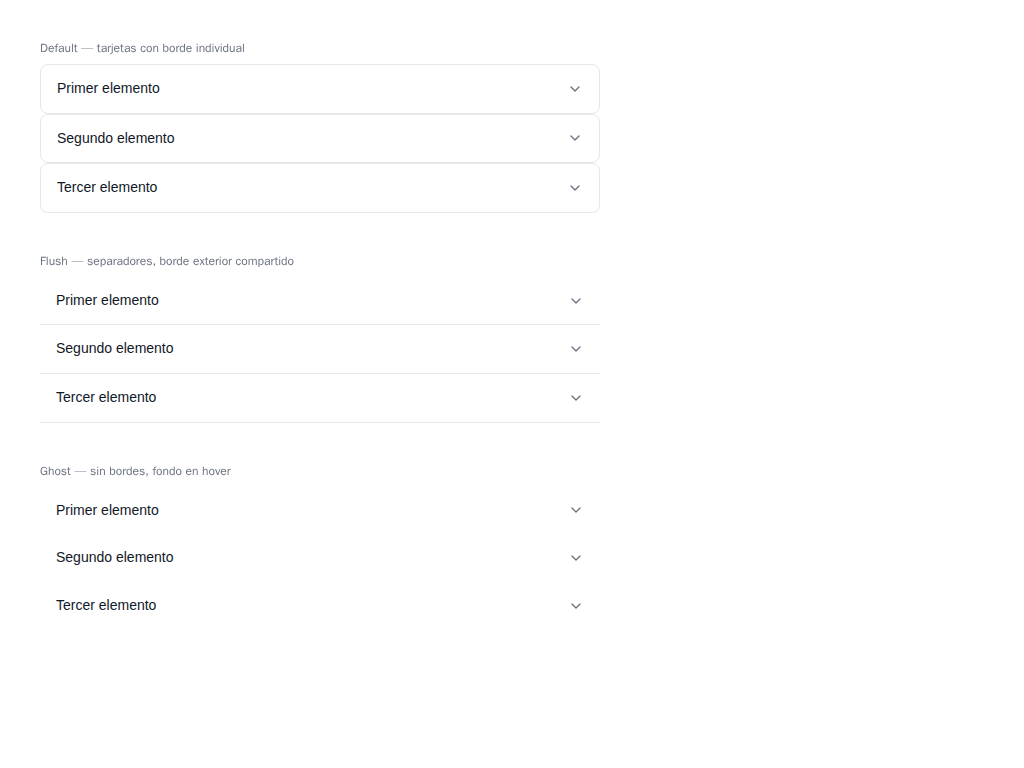 Default — tarjetas con borde individual
Primer elemento
Segundo elemento
Tercer elemento
Flush — separadores, borde exterior compartido
Primer elemento
Segundo elemento
Tercer elemento
Ghost — sin bordes, fondo en hover
Primer elemento
Segundo elemento
Tercer elemento